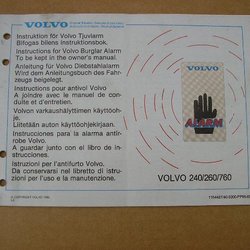 VOLVO
Instruktion för Volvo Tjuvlarm
Bifogas bilens instruktionsbok.
Instructions for Volvo Burglar Alarm
To be kept in the owner's manual.
Anleitung für Volvo Diebstahlalarm
Wird dem Anleitungsbuch des Fahr-
zeugs beigelegt.
Instructions pour antivol Volvo
A joindre avec le manuel de con-
duite et d'entretien.
Volvon varkaushälyttimen käyttöoh-
je.
Liitetään auton käyttöohjekirjaan.
Instrucciones para la alarma antirro-
robo Volvo.
A guardar junto con el libro de in-
strucciones.
Istruzioni per l'antifurto Volvo.
Da conservarsi nel libretto di istru-
zioni per l'uso e la manutenzione.
VOLVO
ALARM
VOLVO 240/260/760